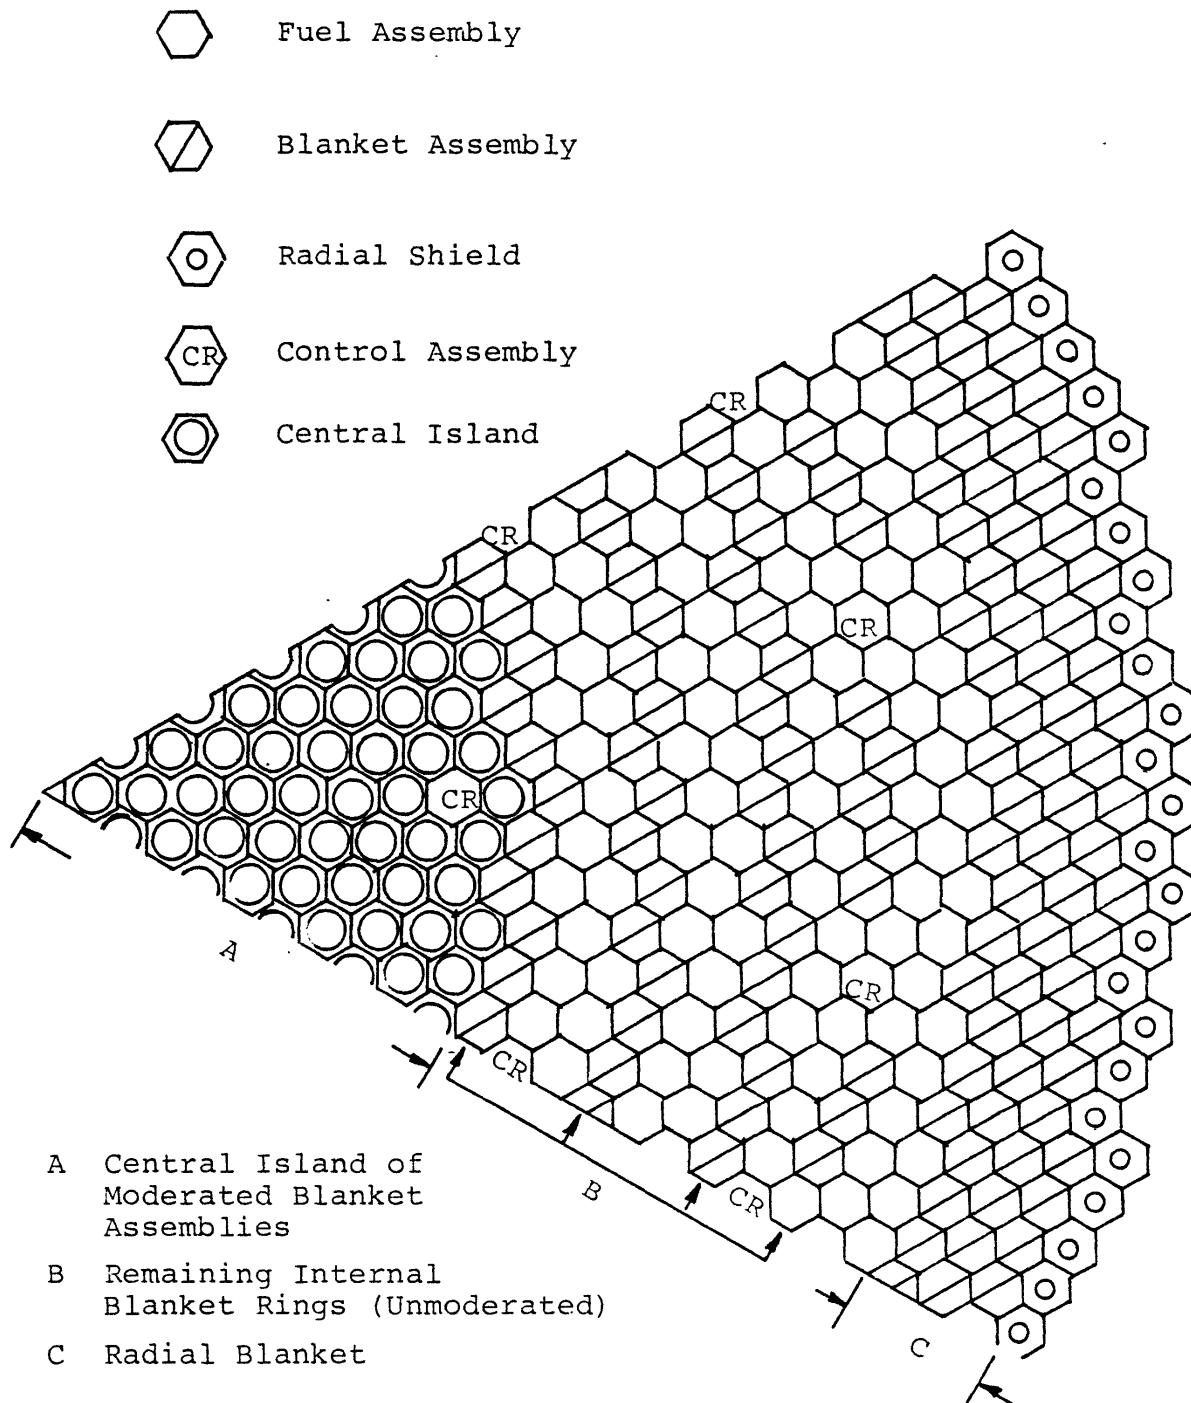 Fuel Assembly
Blanket Assembly
Radial Shield
CR Control Assembly
Central Island
CR
CR
CR
CR
CR
CR
CR
A
B
C
A Central Island of
Moderated Blanket
Assemblies
B Remaining Internal
Blanket Rings (Unmoderated)
C Radial Blanket